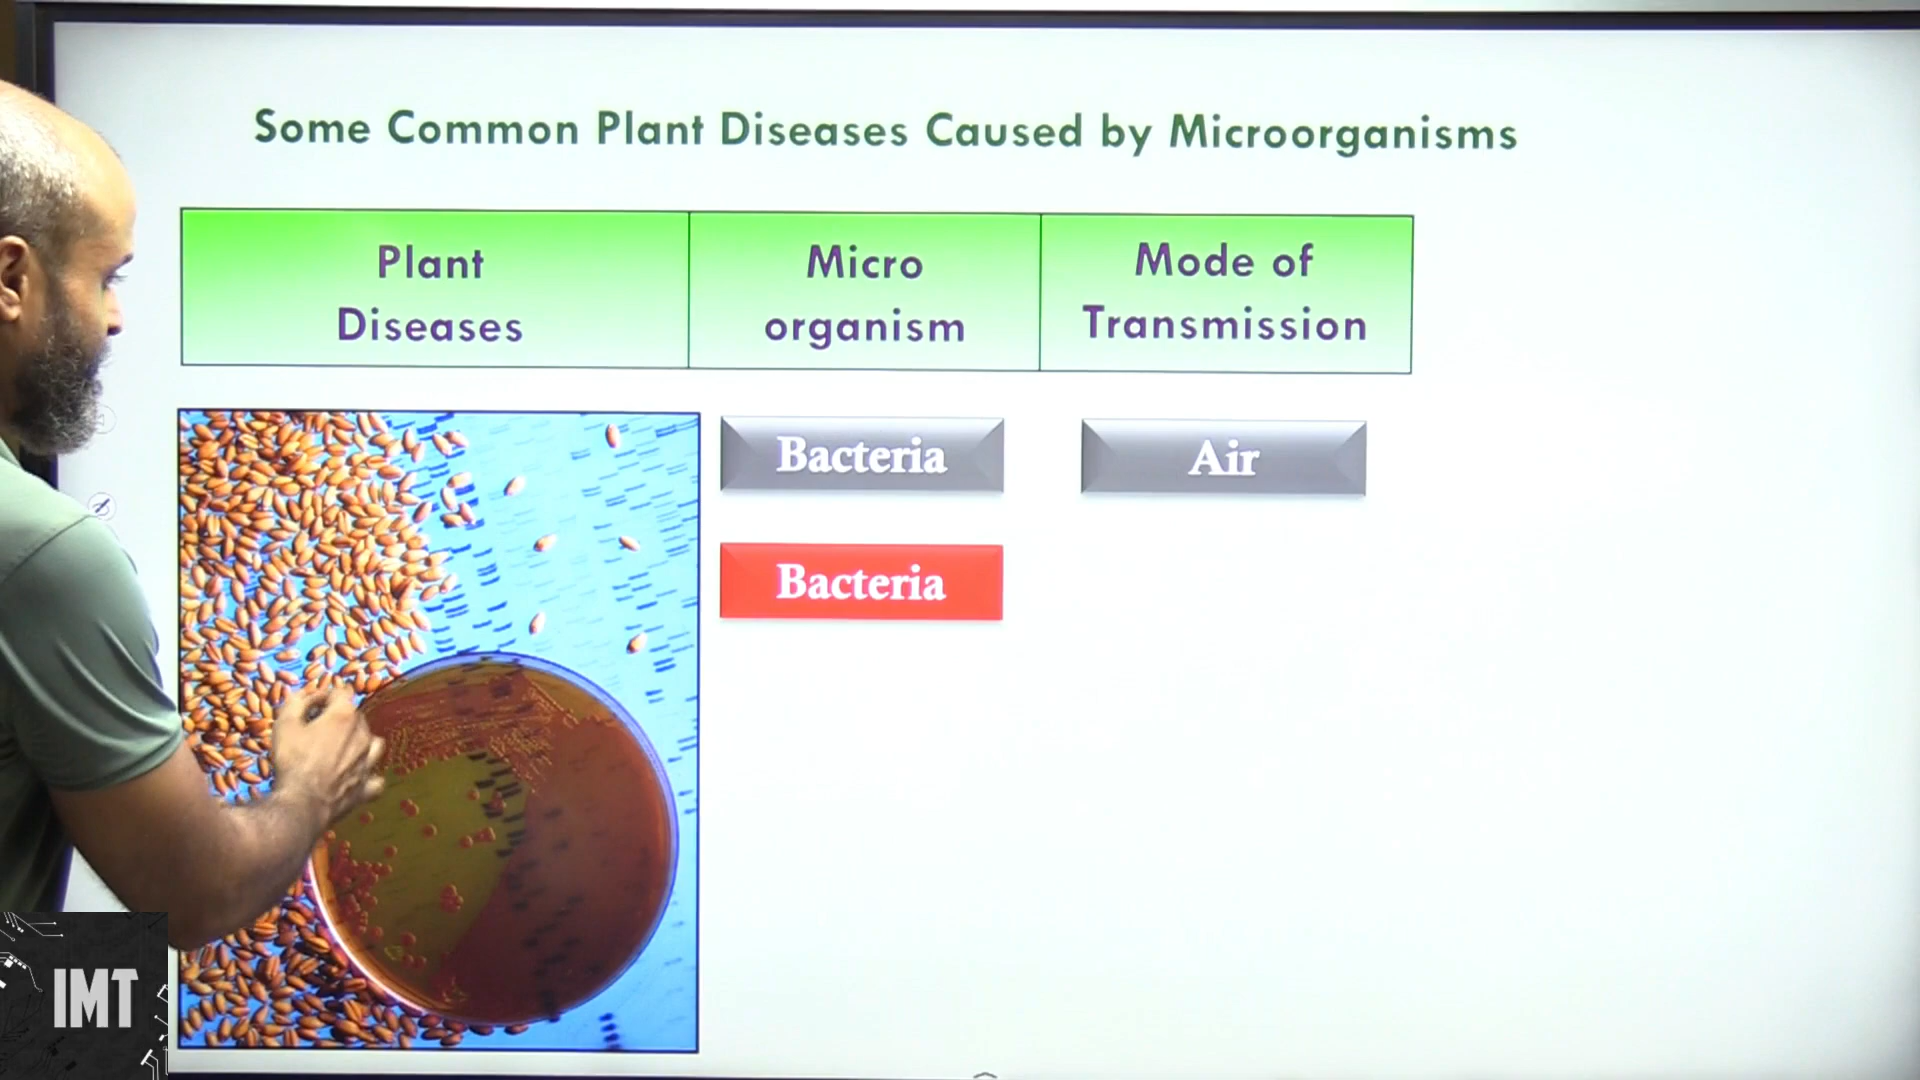 Some Common Plant Diseases Caused by Microorganisms
Plant
Diseases
Micro
organism
Mode of
Transmission
Bacteria
Air
Bacteria
IMT